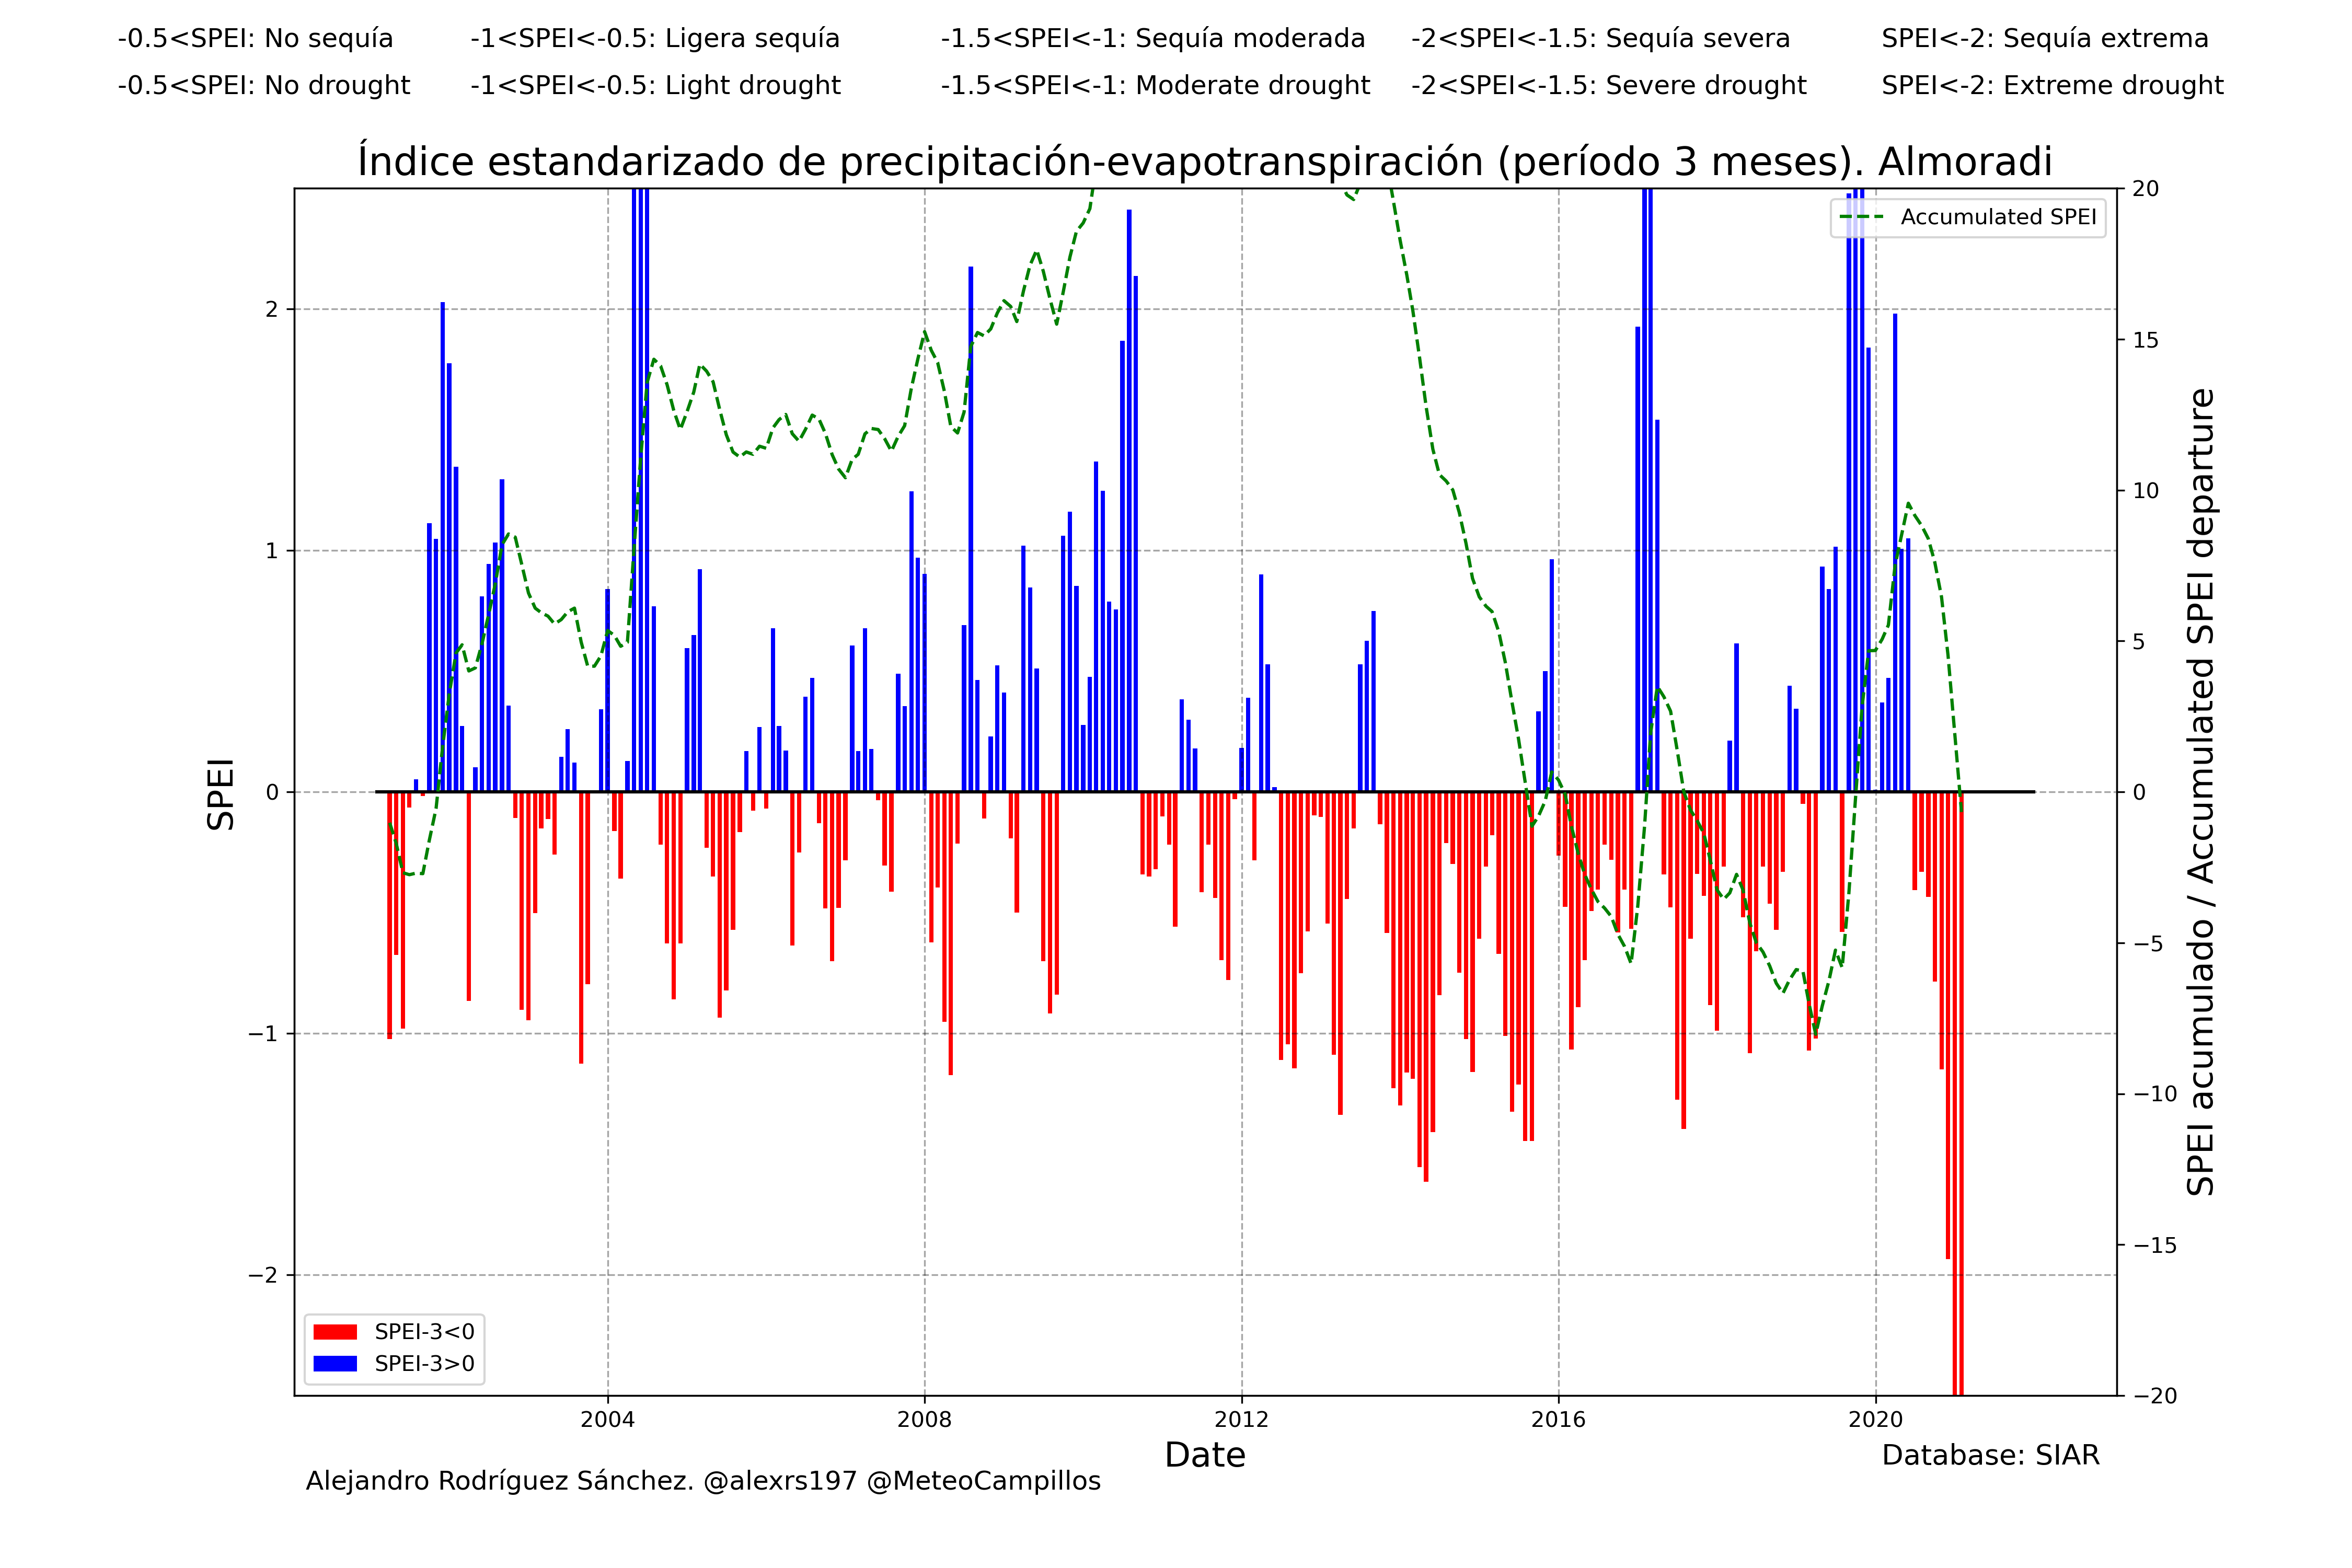 -0.5<SPEI: No sequía -1<SPEI<-0.5: Ligera sequía -1.5<SPEI<-1: Sequía moderada -2<SPEI<-1.5: Sequía severa SPEI<-2: Sequía extrema
-0.5<SPEI: No drought -1<SPEI<-0.5: Light drought -1.5<SPEI<-1: Moderate drought -2<SPEI<-1.5: Severe drought SPEI<-2: Extreme drought
Índice estandarizado de precipitación-evapotranspiración (período 3 meses). Almoradi
Accumulated SPEI
SPEI
2
1
0
−1
−2
20
15
10
5
0
−5
−10
−15
−20
SPEI acumulado / Accumulated SPEI departure
SPEI-3<0
SPEI-3>0
2004 2008 2012 2016 2020
Date
Database: SIAR
Alejandro Rodríguez Sánchez. @alexrs197 @MeteoCampillos